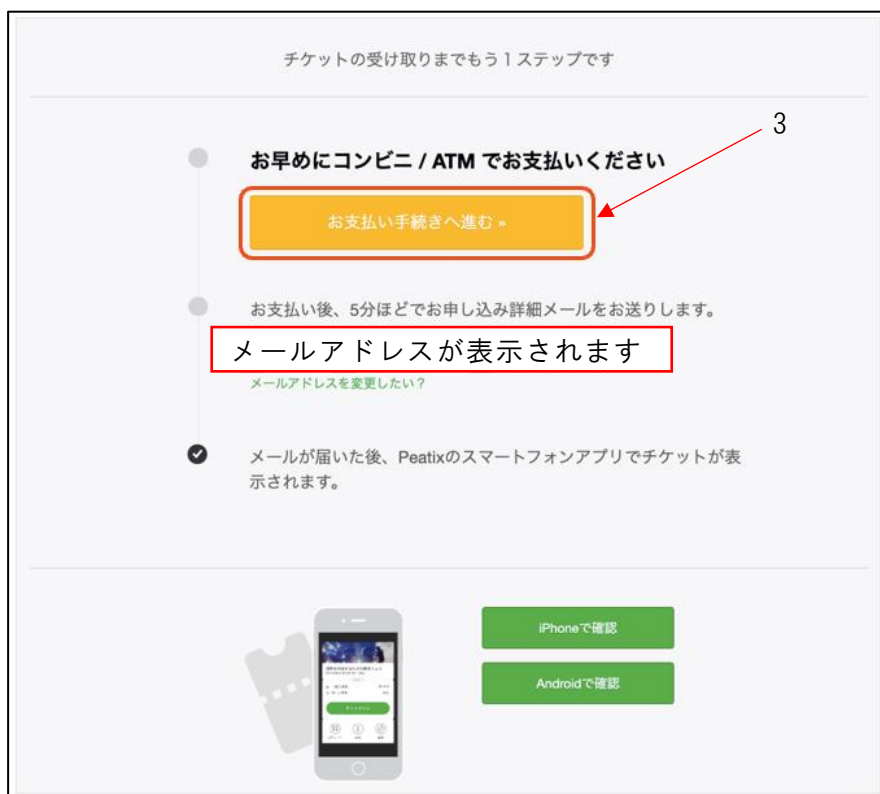 チケットの受け取りまでもう1ステップです
3
お早めにコンビニ / ATM でお支払いください
お支払い手続きへ進む »
お支払い後、5分ほどでお申し込み詳細メールをお送りします。
メールアドレスが表示されます
メールアドレスを変更したい？
メールが届いた後、Peatixのスマートフォンアプリでチケットが表
示されます。
iPhoneで確認
Androidで確認